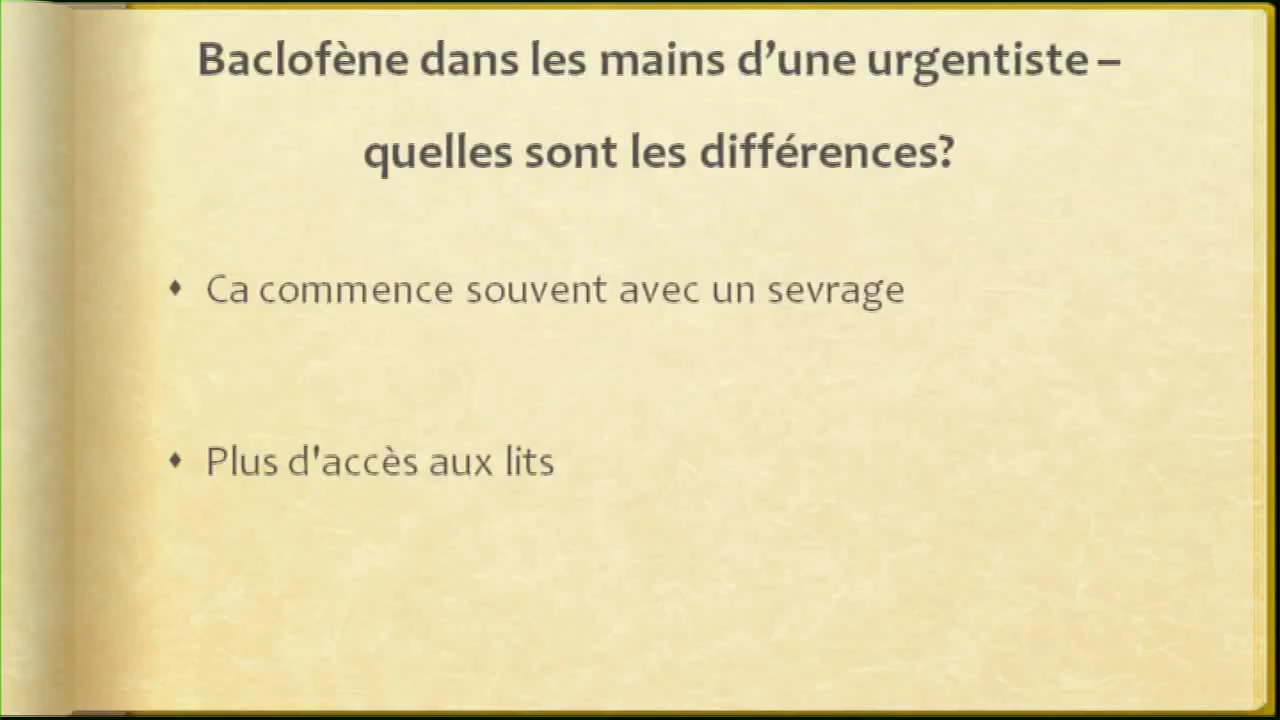 Baclofène dans les mains d’une urgentiste –
quelles sont les différences?
♦ Ca commence souvent avec un sevrage
♦ Plus d'accès aux lits